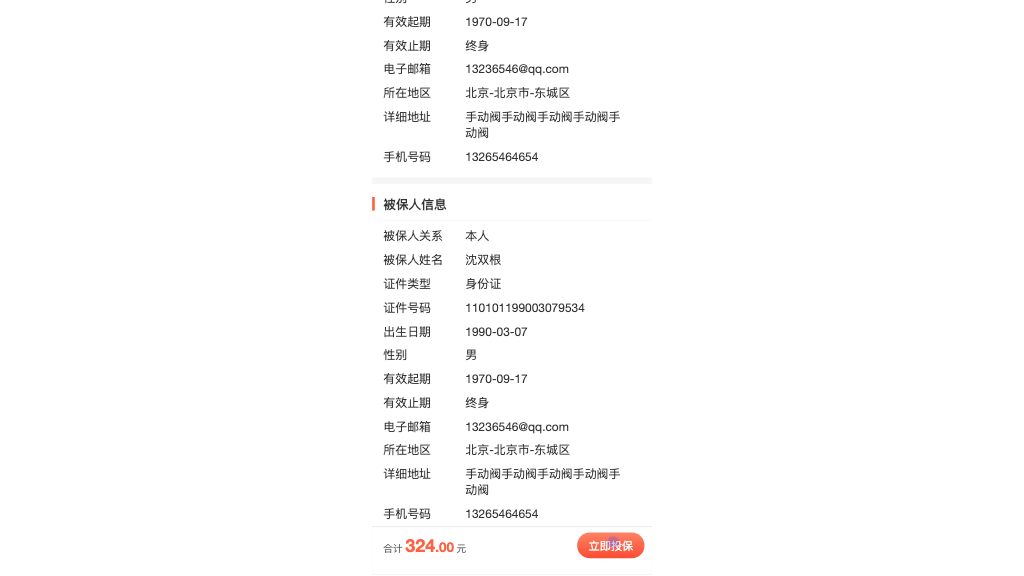 有效起期 1970-09-17
有效止期 终身
电子邮箱 13236546@qq.com
所在地区 北京-北京市-东城区
详细地址 手动阀手动阀手动阀手动阀手
动阀
手机号码 13265464654
被保人信息
被保人关系 本人
被保人姓名 沈双根
证件类型 身份证
证件号码 110101199003079534
出生日期 1990-03-07
性别 男
有效起期 1970-09-17
有效止期 终身
电子邮箱 13236546@qq.com
所在地区 北京-北京市-东城区
详细地址 手动阀手动阀手动阀手动阀手
动阀
手机号码 13265464654
合计 324.00 元 立即投保